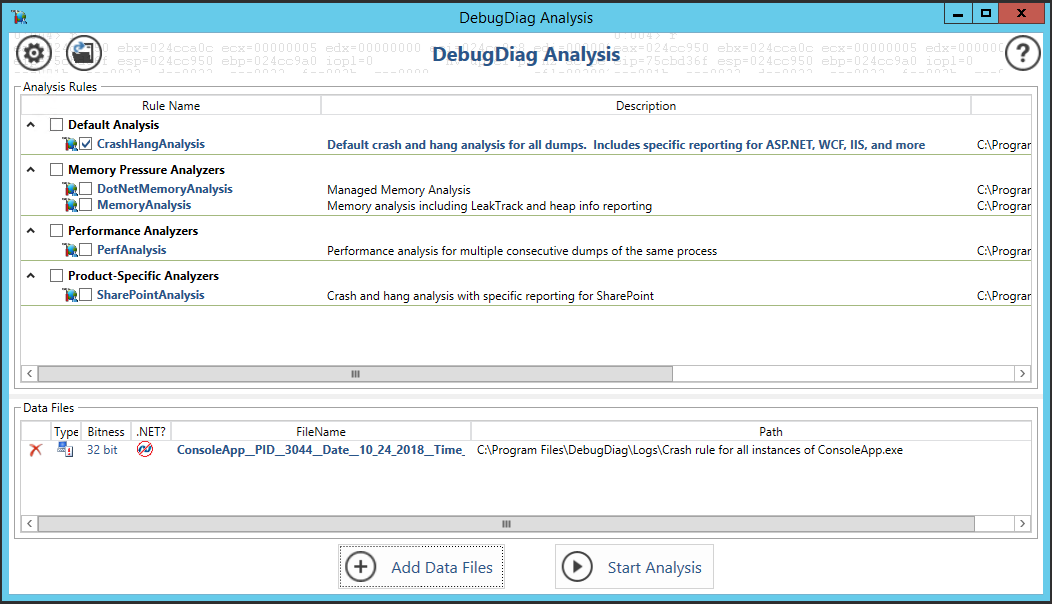 DebugDiag Analysis
DebugDiag Analysis
?
Analysis Rules
Rule Name Description
Default Analysis
CrashHangAnalysis Default crash and hang analysis for all dumps. Includes specific reporting for ASP.NET, WCF, IIS, and more C:\Progran
Memory Pressure Analyzers
DotNetMemoryAnalysis Managed Memory Analysis C:\Progran
MemoryAnalysis Memory analysis including LeakTrack and heap info reporting C:\Progran
Performance Analyzers
PerfAnalysis Performance analysis for multiple consecutive dumps of the same process C:\Progran
Product-Specific Analyzers
SharePointAnalysis Crash and hang analysis with specific reporting for SharePoint C:\Progran
Data Files
Type Bitness .NET? FileName Path
32 bit ConsoleApp__PID__3044__Date__10_24_2018__Time_ C:\Program Files\DebugDiag\Logs\Crash rule for all instances of ConsoleApp.exe
Add Data Files Start Analysis